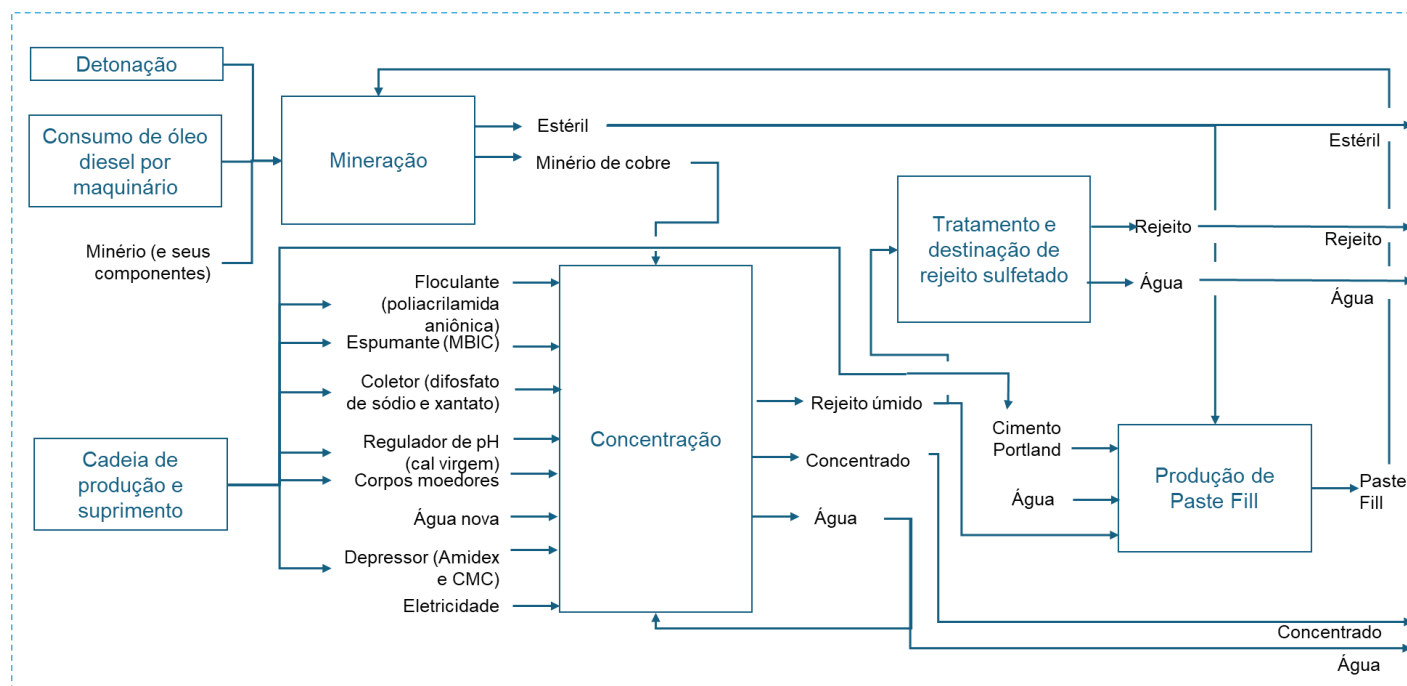 Detonação
Consumo de óleo
diesel por
maquinário
Minério (e seus
componentes)
Mineração
Estéril
Minério de cobre
Estéril
Tratamento e
destinação de
rejeito sulfetado
Rejeito
Rejeito
Água
Água
Cadeia de
produção e
suprimento
Floculante
(poliacrilamida
aniônica)
Espumante (MBIC)
Coletor (difosfato
de sódio e xantato)
Regulador de pH
(cal virgem)
Corpos moedores
Água nova
Depressor (Amidex
e CMC)
Eletricidade
Concentração
Rejeito úmido
Concentrado
Água
Cimento
Portland
Água
Produção de
Paste Fill
Paste
Fill
Concentrado
Água